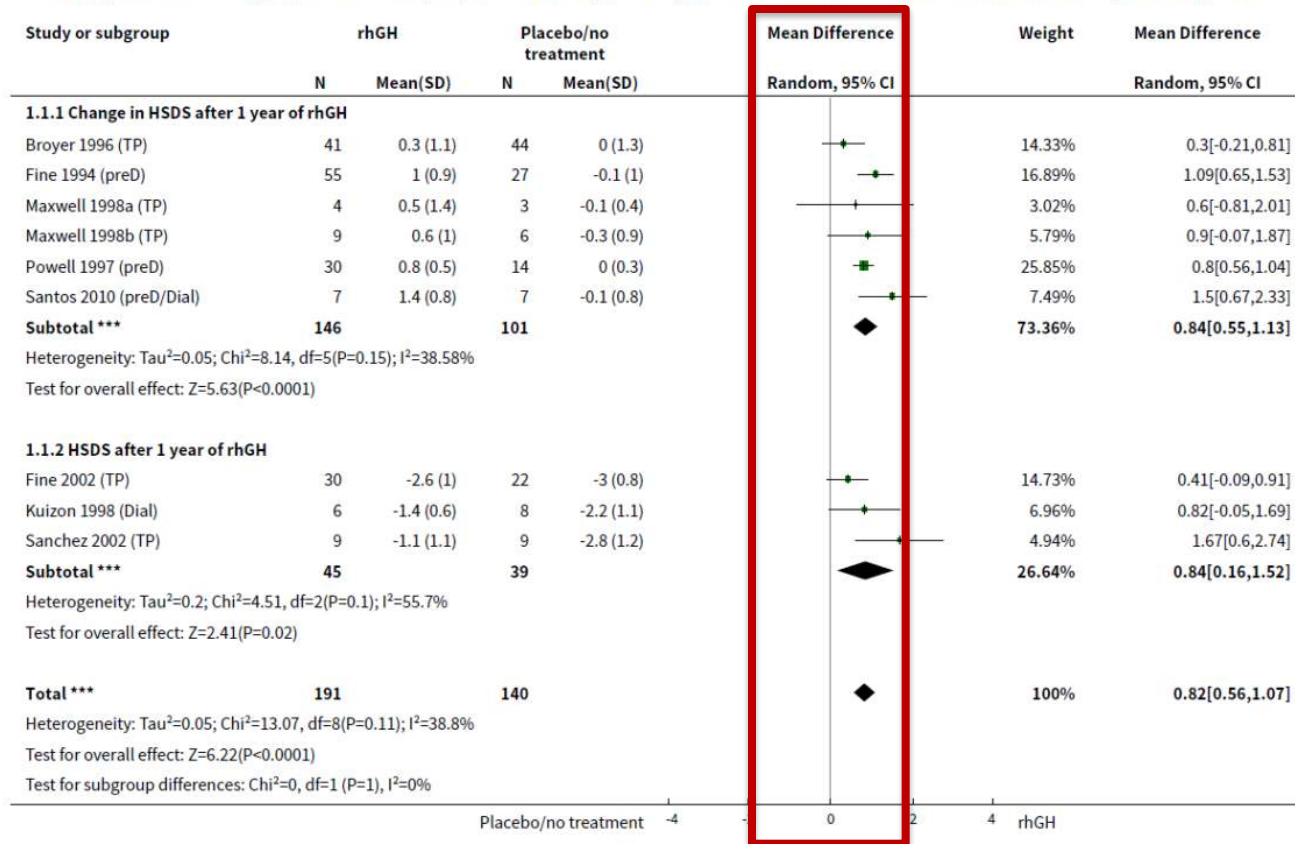 Study or subgroup rhGH Placebo/no treatment Mean Difference Weight Mean Difference
N Mean(SD) N Mean(SD) Random, 95% CI Random, 95% CI
1.1.1 Change in HSDS after 1 year of rhGH
Broyer 1996 (TP) 41 0.3 (1.1) 44 0 (1.3) 14.33% 0.3[-0.21,0.81]
Fine 1994 (preD) 55 1 (0.9) 27 -0.1 (1) 16.89% 1.09[0.65,1.53]
Maxwell 1998a (TP) 4 0.5 (1.4) 3 -0.1 (0.4) 3.02% 0.6[-0.81,2.01]
Maxwell 1998b (TP) 9 0.6 (1) 6 -0.3 (0.9) 5.79% 0.9[-0.07,1.87]
Powell 1997 (preD) 30 0.8 (0.5) 14 0 (0.3) 25.85% 0.8[0.56,1.04]
Santos 2010 (preD/Dial) 7 1.4 (0.8) 7 -0.1 (0.8) 7.49% 1.5[0.67,2.33]
Subtotal *** 146 101 73.36% 0.84[0.55,1.13]
Heterogeneity: Tau²=0.05; Chi²=8.14, df=5(P=0.15); I²=38.58%
Test for overall effect: Z=5.63(P<0.0001)
1.1.2 HSDS after 1 year of rhGH
Fine 2002 (TP) 30 -2.6 (1) 22 -3 (0.8) 14.73% 0.41[-0.09,0.91]
Kuizon 1998 (Dial) 6 -1.4 (0.6) 8 -2.2 (1.1) 6.96% 0.82[-0.05,1.69]
Sanchez 2002 (TP) 9 -1.1 (1.1) 9 -2.8 (1.2) 4.94% 1.67[0.6,2.74]
Subtotal *** 45 39 26.64% 0.84[0.16,1.52]
Heterogeneity: Tau²=0.2; Chi²=4.51, df=2(P=0.1); I²=55.7%
Test for overall effect: Z=2.41(P=0.02)
Total *** 191 140 100% 0.82[0.56,1.07]
Heterogeneity: Tau²=0.05; Chi²=13.07, df=8(P=0.11); I²=38.8%
Test for overall effect: Z=6.22(P<0.0001)
Test for subgroup differences: Chi²=0, df=1 (P=1), I²=0%
Placebo/no treatment -4 0 2 4 rhGH